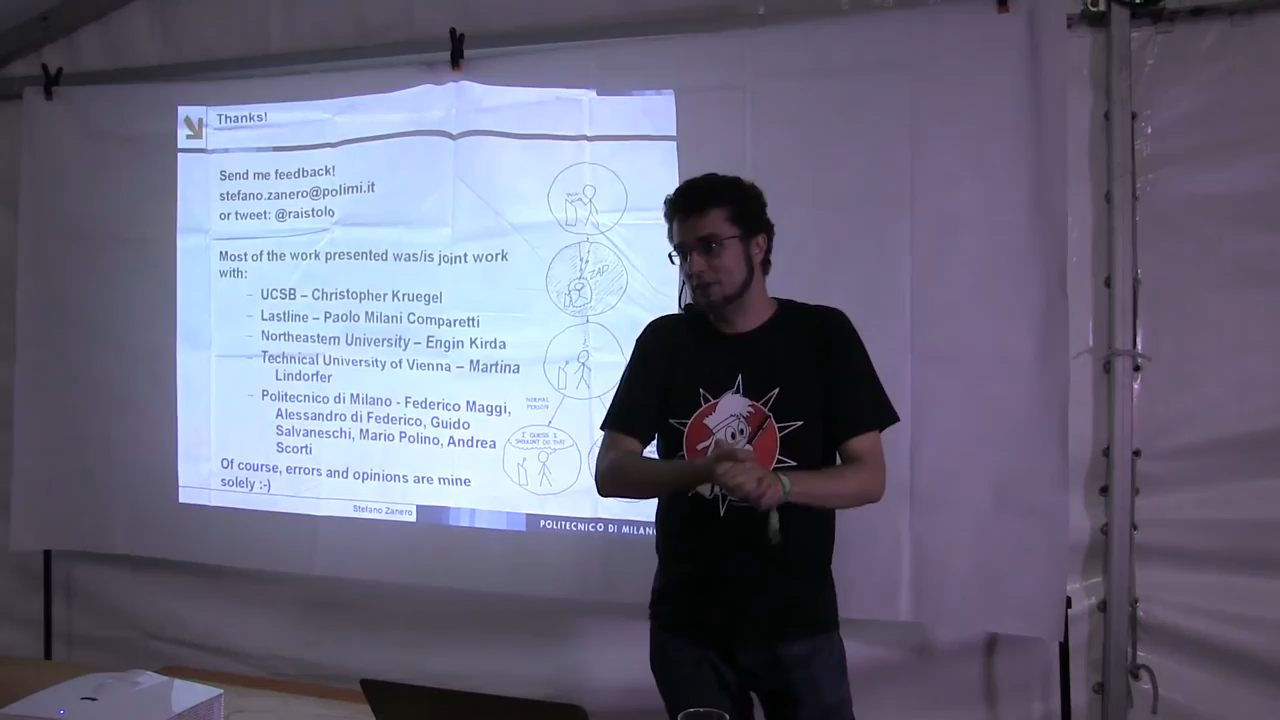 Thanks!
Send me feedback!
stefano.zanero@polimi.it
or tweet: @raistolo
Most of the work presented was/is joint work
with:
– UCSB – Christopher Kruegel
– Lastline – Paolo Milani Comparetti
– Northeastern University – Engin Kirda
– Technical University of Vienna – Martina
Lindorfer
– Politecnico di Milano - Federico Maggi,
Alessandro di Federico, Guido
Salvaneschi, Mario Polino, Andrea
Scorti
Of course, errors and opinions are mine
solely :-)
ZAP
NORMAL
PERSON
I GUESS I
SHOULDN'T DO THAT
Stefano Zanero
POLITECNICO DI MILANO